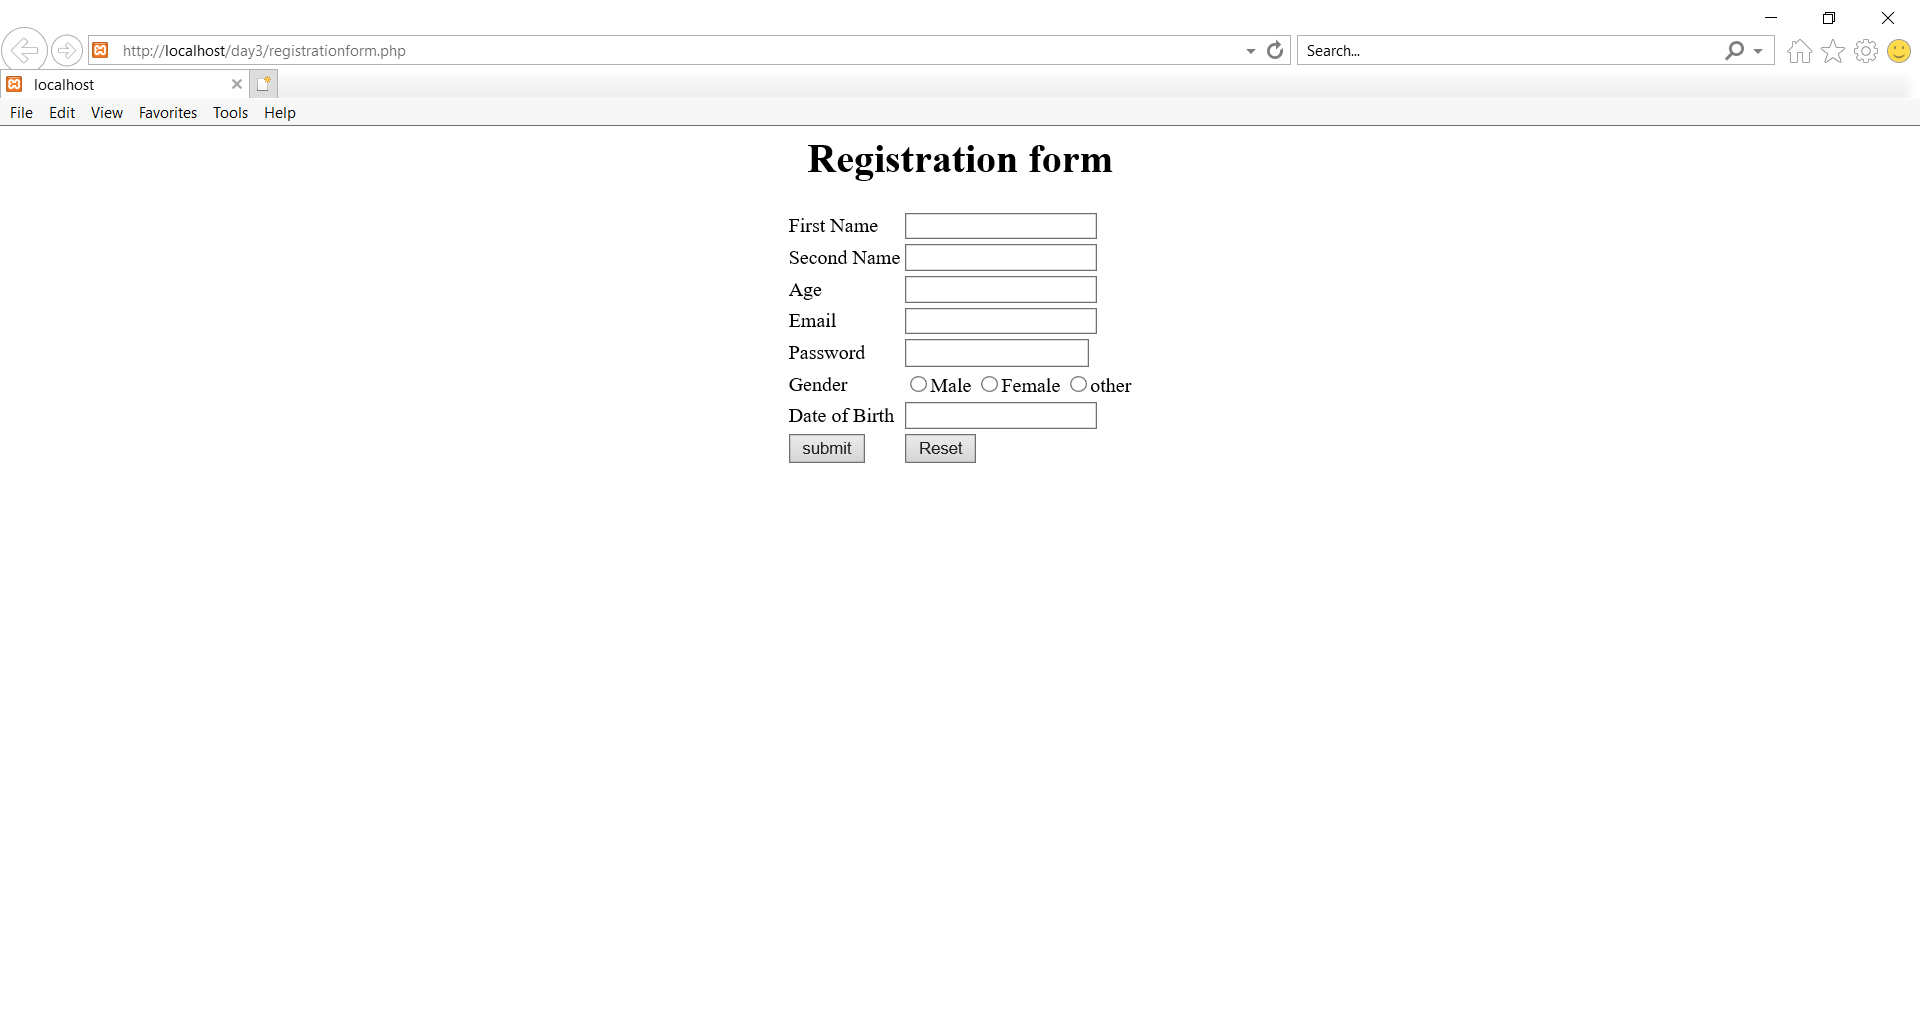 http://localhost/day3/registrationform.php Search...
localhost
File Edit View Favorites Tools Help
Registration form
First Name
Second Name
Age
Email
Password
Gender Male Female other
Date of Birth
submit Reset